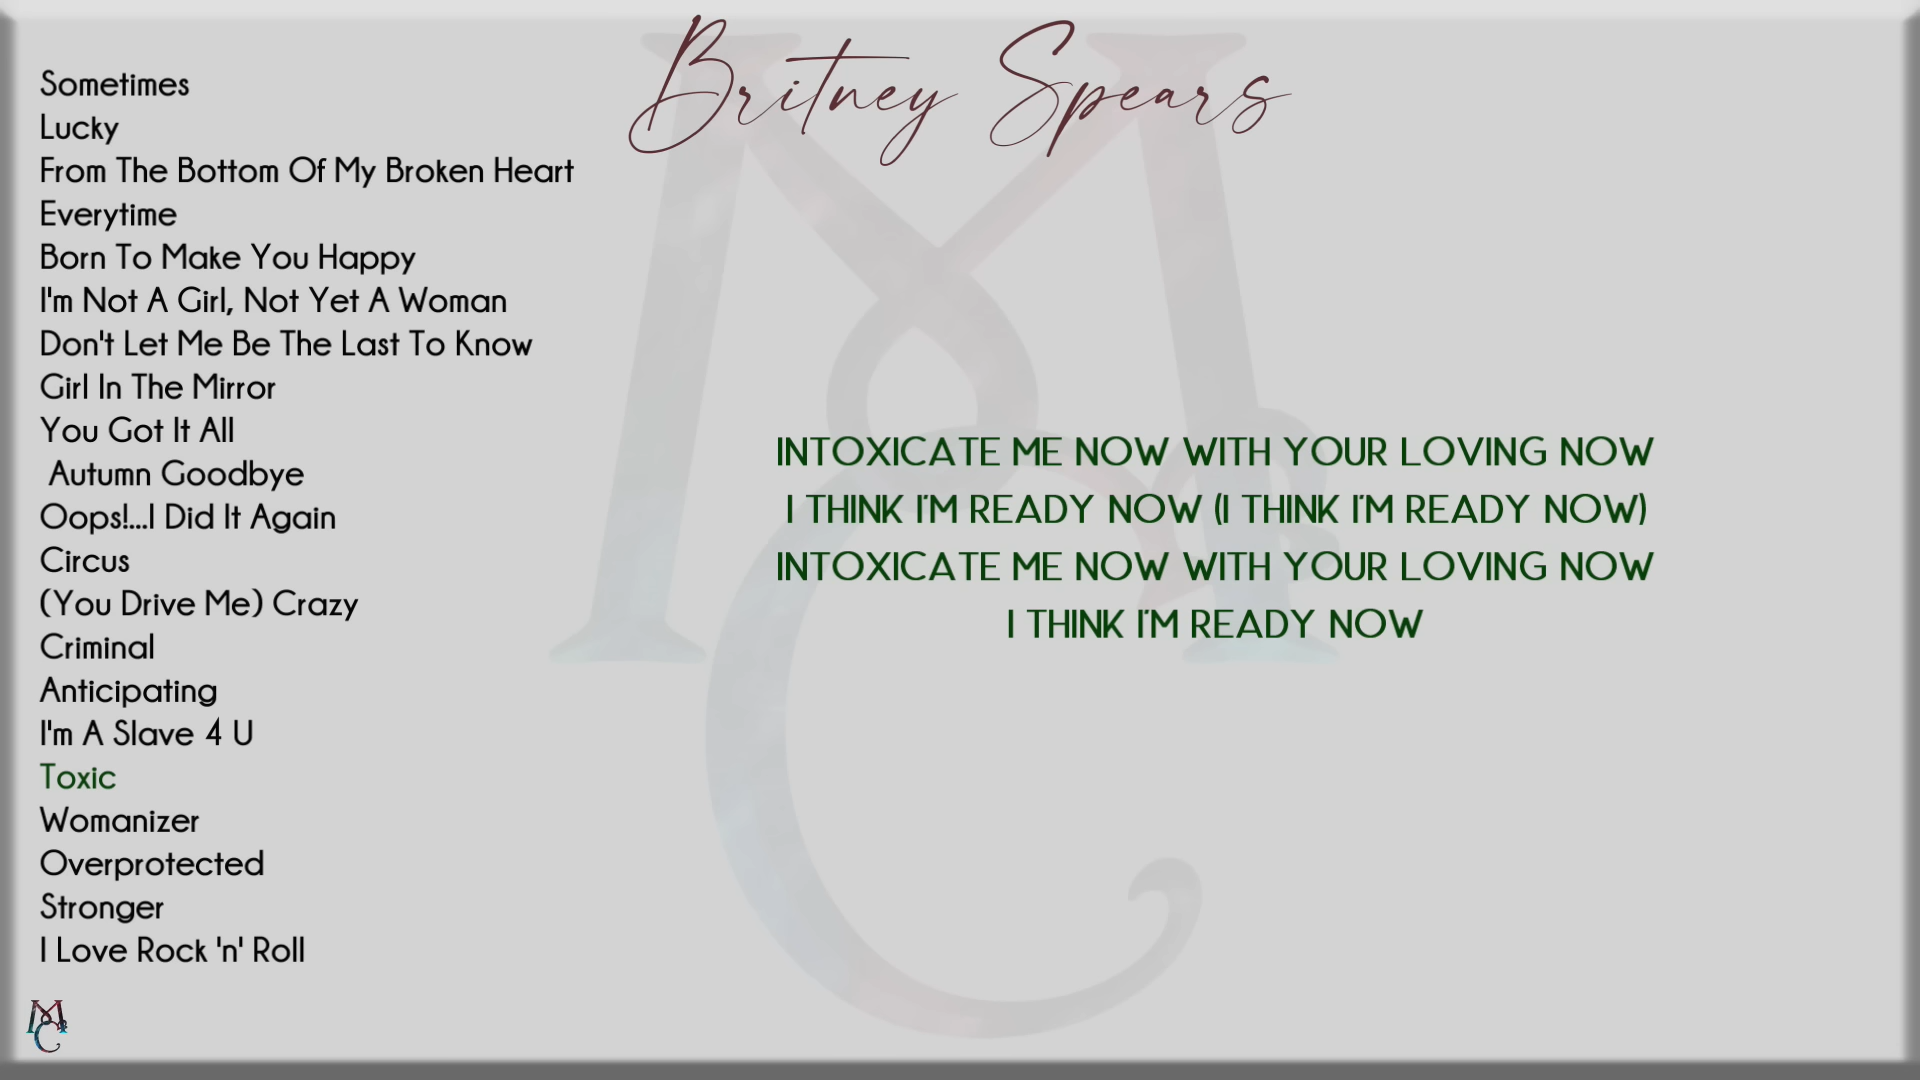 Britney Spears
Sometimes
Lucky
From The Bottom Of My Broken Heart
Everytime
Born To Make You Happy
I'm Not A Girl, Not Yet A Woman
Don't Let Me Be The Last To Know
Girl In The Mirror
You Got It All
Autumn Goodbye
Oops!...I Did It Again
Circus
(You Drive Me) Crazy
Criminal
Anticipating
I'm A Slave 4 U
Toxic
Womanizer
Overprotected
Stronger
I Love Rock 'n' Roll
INTOXICATE ME NOW WITH YOUR LOVING NOW
I THINK I'M READY NOW (I THINK I'M READY NOW)
INTOXICATE ME NOW WITH YOUR LOVING NOW
I THINK I'M READY NOW
MC